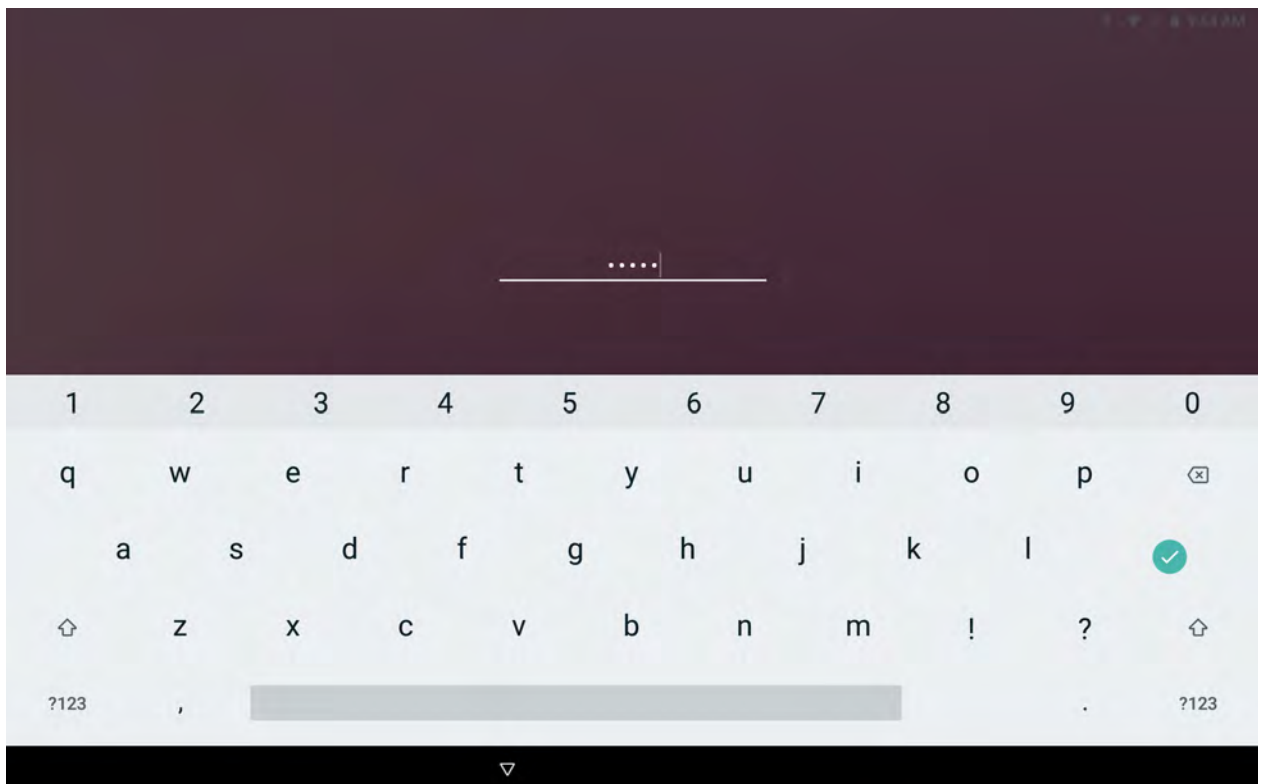 •••••
1 2 3 4 5 6 7 8 9 0
q w e r t y u i o p
a s d f g h j k l
z x c v b n m ! ?
?123 , . ?123